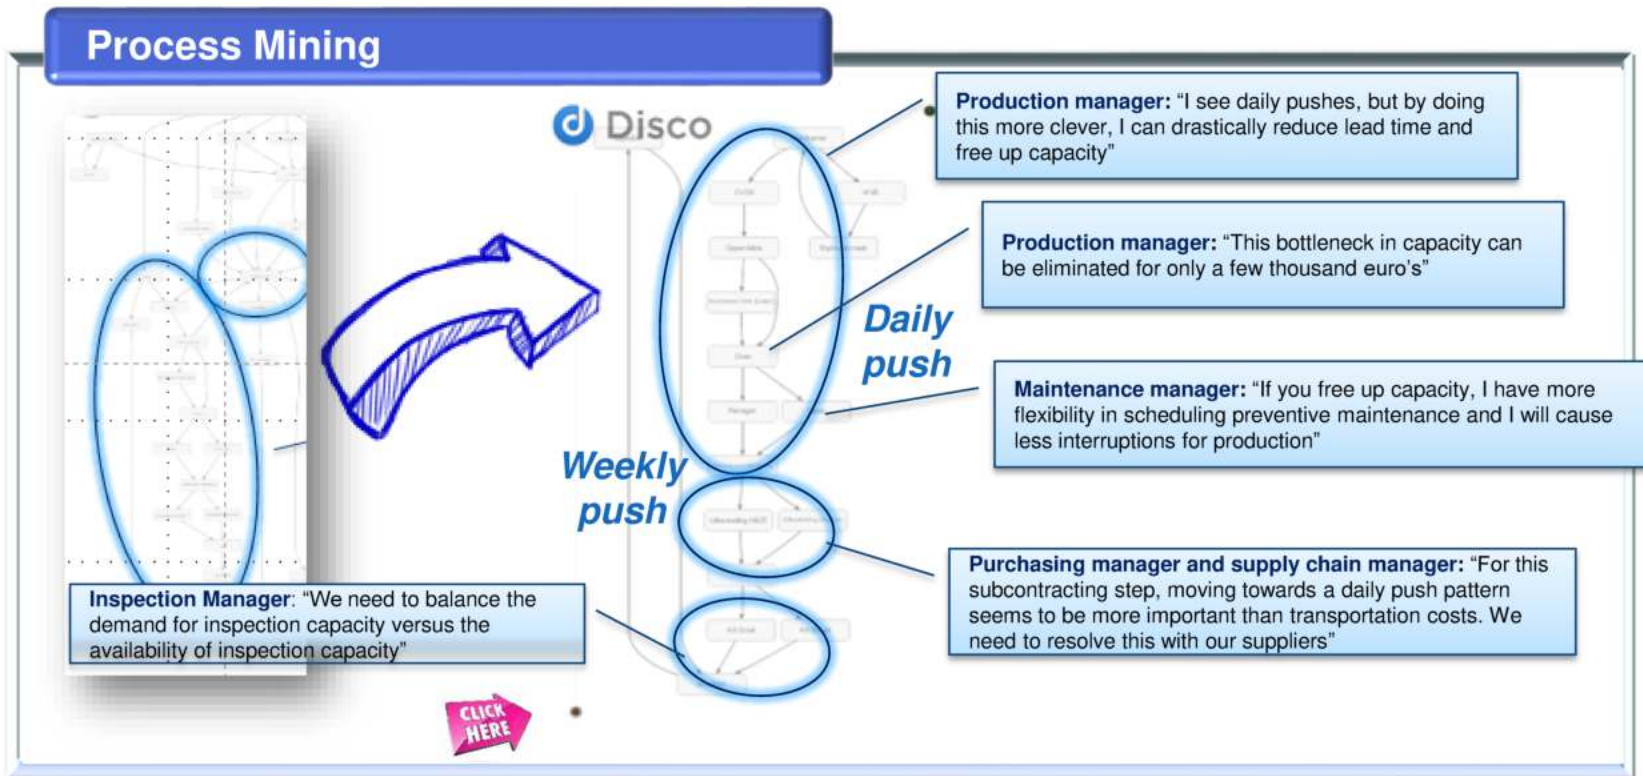 Process Mining
Disco
Production manager: “I see daily pushes, but by doing
this more clever, I can drastically reduce lead time and
free up capacity”
Production manager: “This bottleneck in capacity can
be eliminated for only a few thousand euro's”
Daily
push
Maintenance manager: “If you free up capacity, I have more
flexibility in scheduling preventive maintenance and I will cause
less interruptions for production”
Weekly
push
Purchasing manager and supply chain manager: “For this
subcontracting step, moving towards a daily push pattern
seems to be more important than transportation costs. We
need to resolve this with our suppliers”
Inspection Manager: “We need to balance the
demand for inspection capacity versus the
availability of inspection capacity”
CLICK
HERE